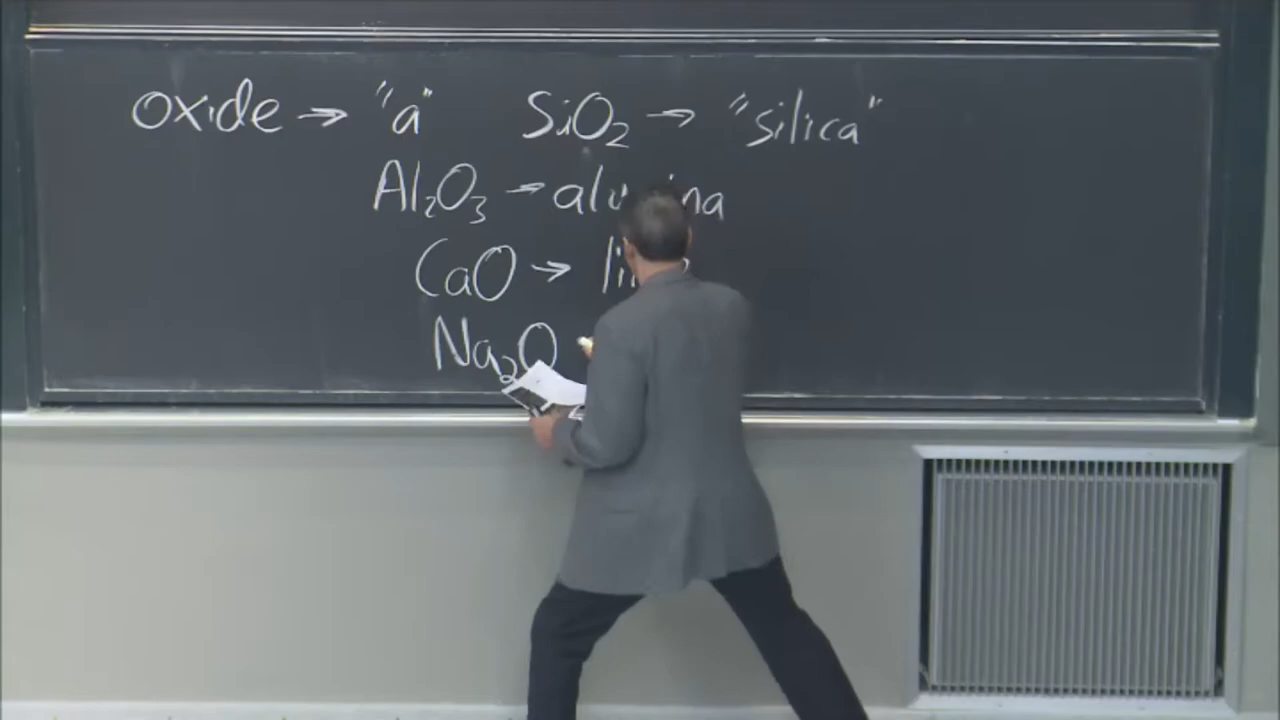 oxide → "a" SiO₂ → "silica"
Al₂O₃ →
CaO →
Na₂O